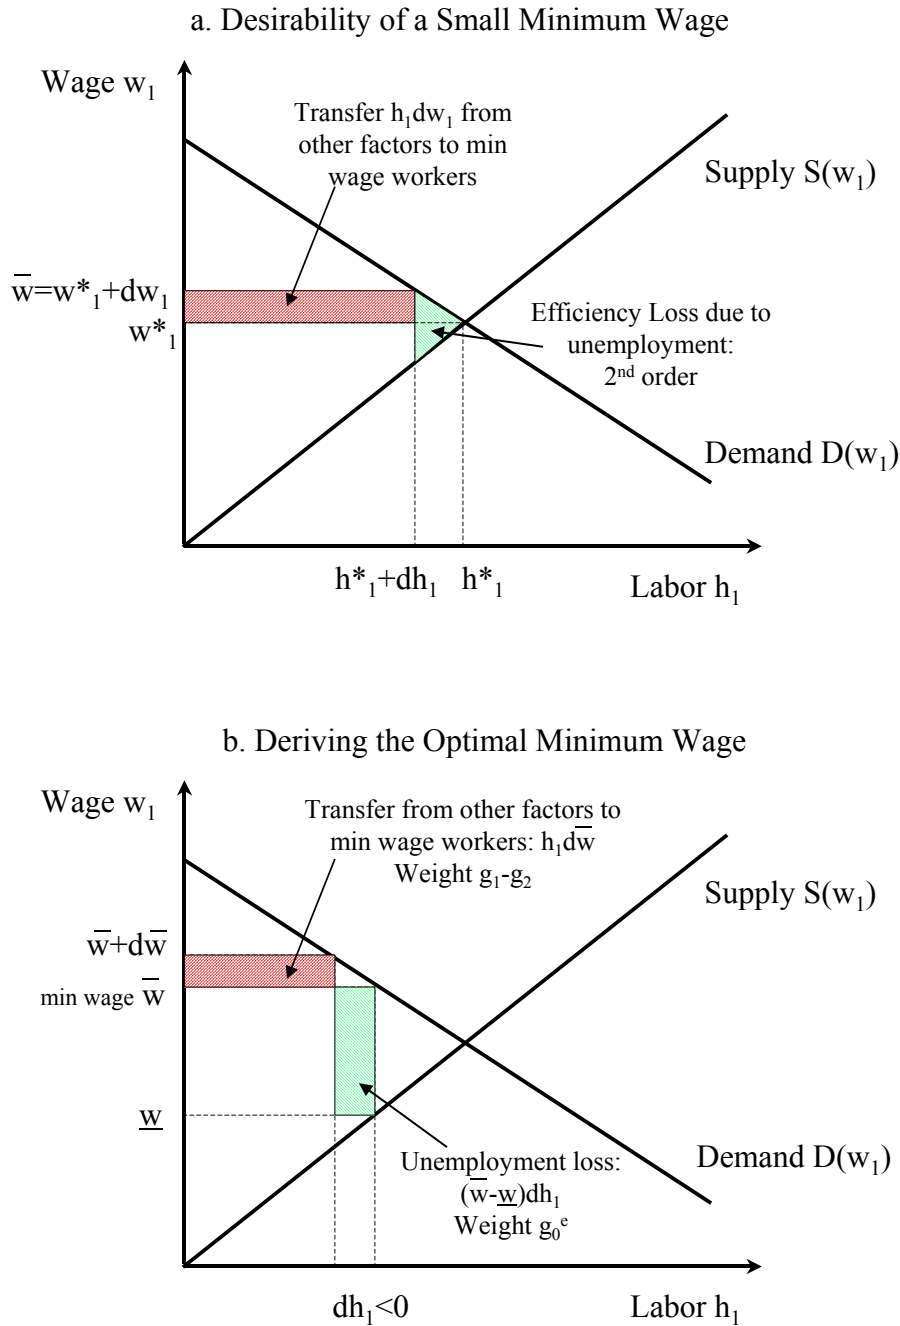 a. Desirability of a Small Minimum Wage
Wage w₁
Transfer h₁dw₁ from
other factors to min
wage workers
Supply S(w₁)
w̅=w*₁+dw₁
w*₁
Efficiency Loss due to
unemployment:
2ⁿᵈ order
Demand D(w₁)
h*₁+dh₁
h*₁
Labor h₁
b. Deriving the Optimal Minimum Wage
Wage w₁
Transfer from other factors to
min wage workers: h₁dw̅
Weight g₁-g₂
Supply S(w₁)
w̅+dw̅
min wage w̅
w̲
Unemployment loss:
(w̅-w̲)dh₁
Weight g₀ᵉ
Demand D(w₁)
dh₁<0
Labor h₁